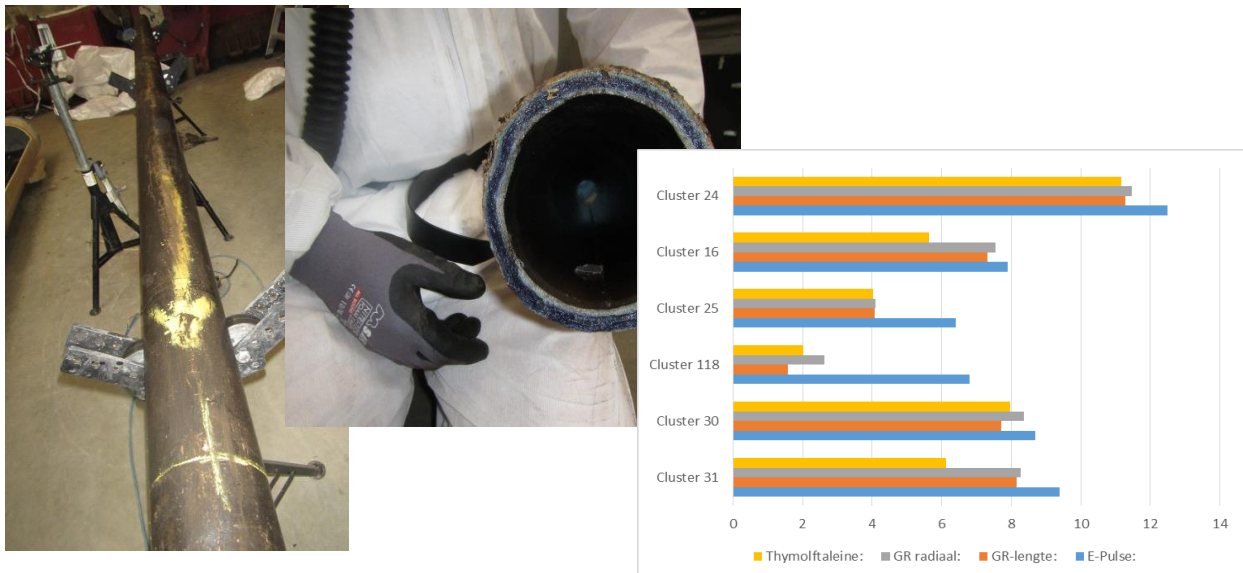 Cluster 24
Cluster 16
Cluster 25
Cluster 118
Cluster 30
Cluster 31
0 2 4 6 8 10 12 14
Thymolftaleine: GR radiaal: GR-lengte: E-Pulse: